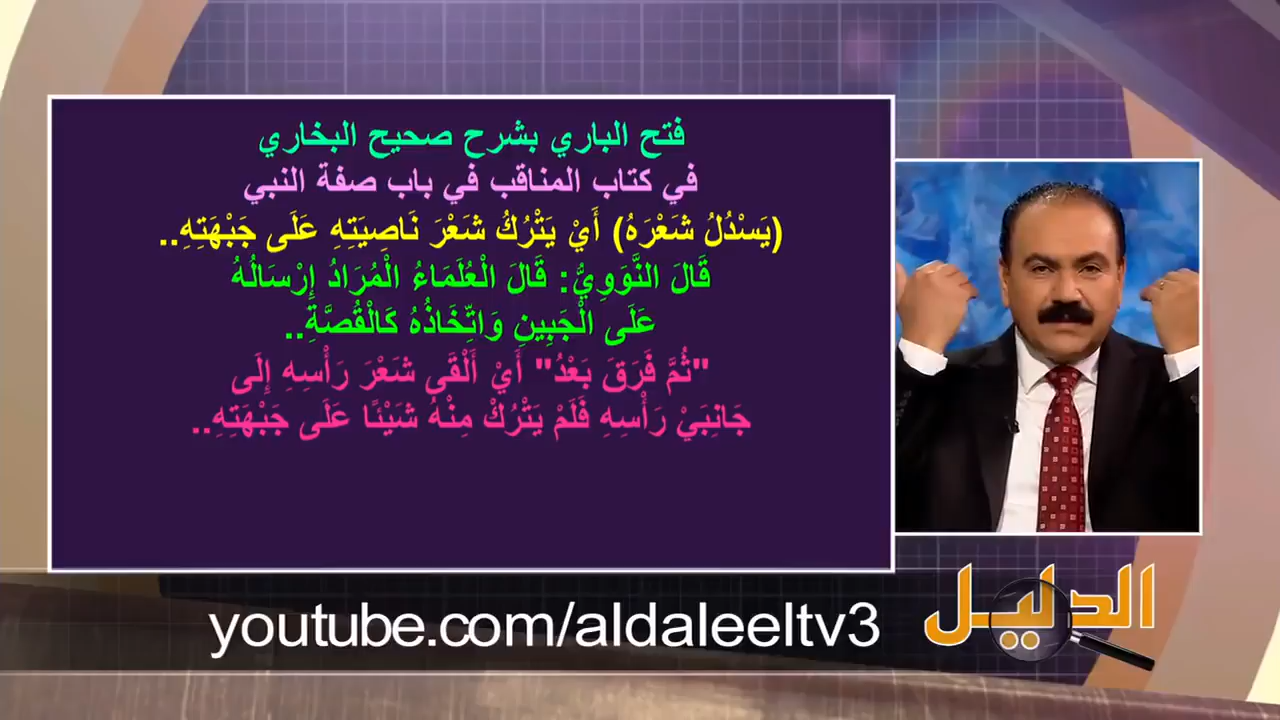 فتح الباري بشرح صحيح البخاري
في كتاب المناقب في باب صفة النبي
(يَسْدُلُ شَعْرَهُ) أَيْ يَتْرُكُ شَعْرَ نَاصِيَتِهِ عَلَى جَبْهَتِهِ..
قَالَ النَّوَوِيُّ: قَالَ الْعُلَمَاءُ الْمُرَادُ إِرْسَالُهُ
عَلَى الْجَبِينِ وَاتِّخَاذُهُ كَالْقُصَّةِ..
"ثُمَّ فَرَقَ بَعْدُ" أَيْ أَلْقَى شَعْرَ رَأْسِهِ إِلَى
جَانِبَيْ رَأْسِهِ فَلَمْ يَتْرُكْ مِنْهُ شَيْئًا عَلَى جَبْهَتِهِ..
الدليل
youtube.com/aldaleeltv3